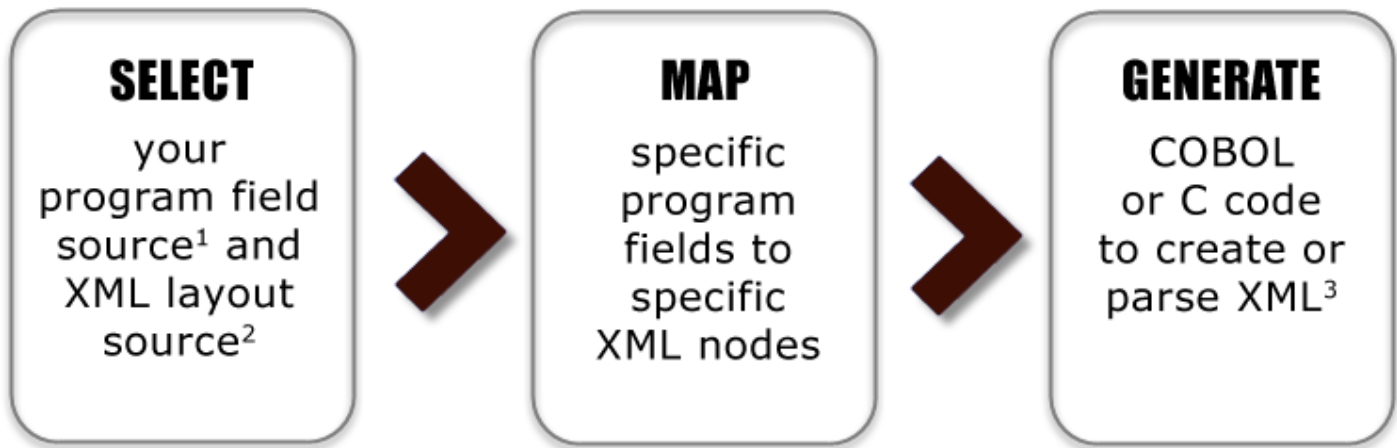 SELECT
your
program field
source¹ and
XML layout
source²
MAP
specific
program
fields to
specific
XML nodes
GENERATE
COBOL
or C code
to create or
parse XML³